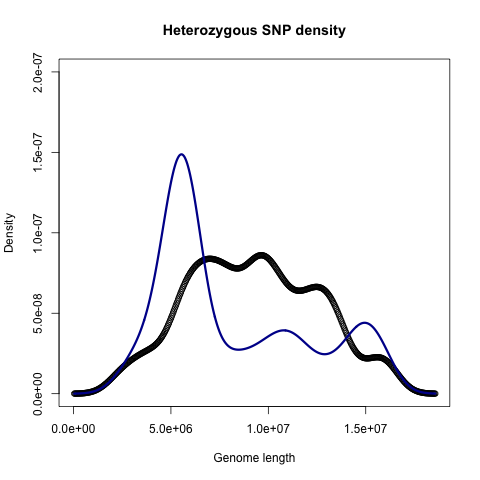 Heterozygous SNP density
Density
2.0e-07
1.5e-07
1.0e-07
5.0e-08
0.0e+00
0.0e+00 5.0e+06 1.0e+07 1.5e+07
Genome length